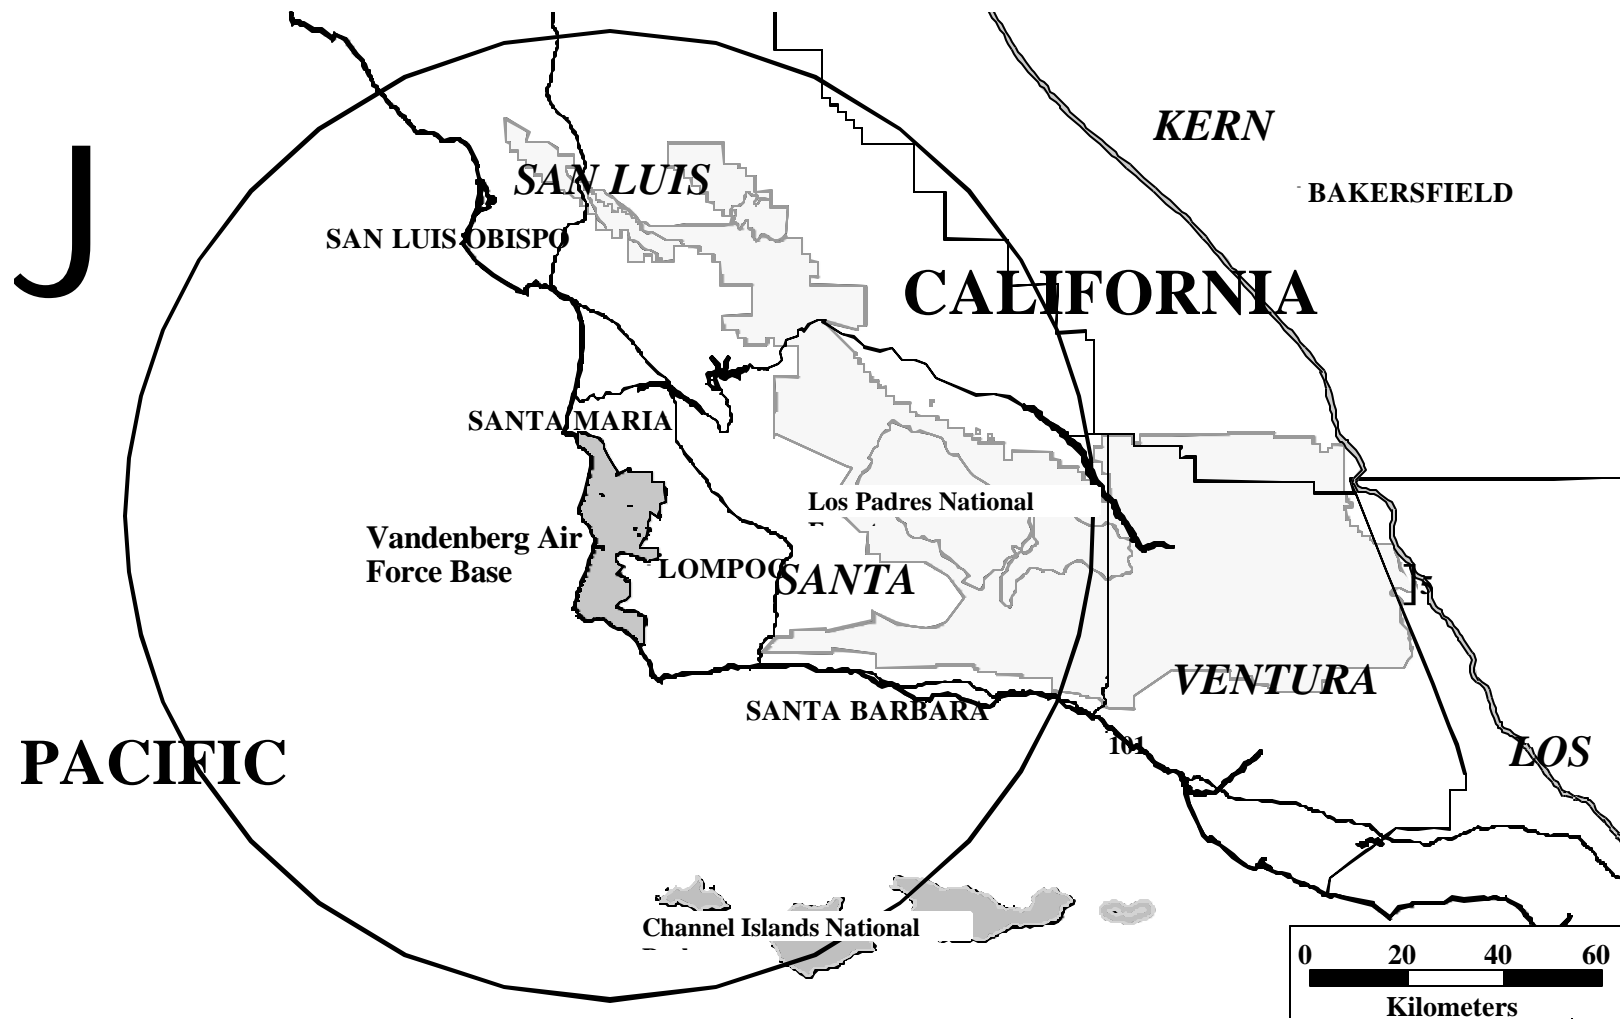 KERN
J
SAN LUIS
BAKERSFIELD
SAN LUIS OBISPO
CALIFORNIA
SANTA MARIA
Los Padres National
Vandenberg Air
Force Base
LOMPOC
SANTA
5
VENTURA
SANTA BARBARA
101
LOS
PACIFIC
Channel Islands National
0 20 40 60
Kilometers